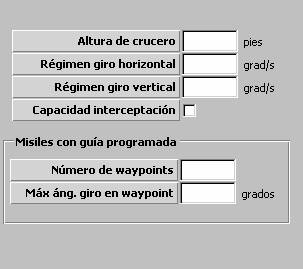 Altura de crucero pies
Régimen giro horizontal grad/s
Régimen giro vertical grad/s
Capacidad interceptación
Misiles con guía programada
Número de waypoints
Máx áng. giro en waypoint grados